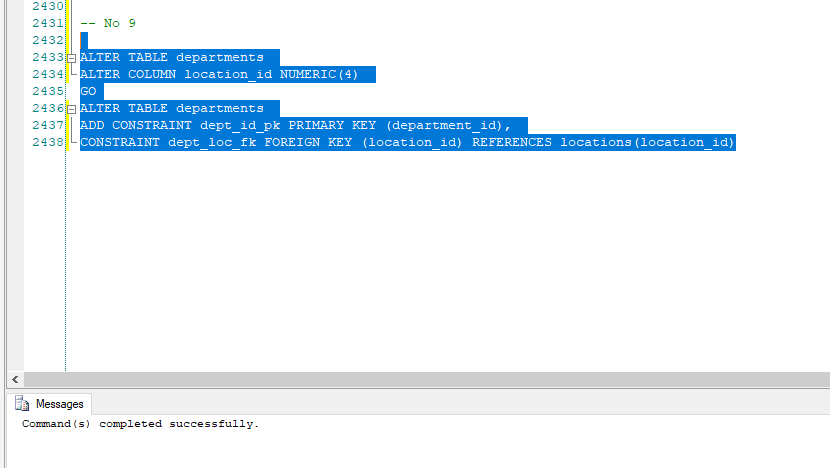 2430
2431 -- No 9
2432
2433 ALTER TABLE departments
2434 ALTER COLUMN location_id NUMERIC(4)
2435 GO
2436 ALTER TABLE departments
2437 ADD CONSTRAINT dept_id_pk PRIMARY KEY (department_id),
2438 CONSTRAINT dept_loc_fk FOREIGN KEY (location_id) REFERENCES locations(location_id)
Messages
Command(s) completed successfully.